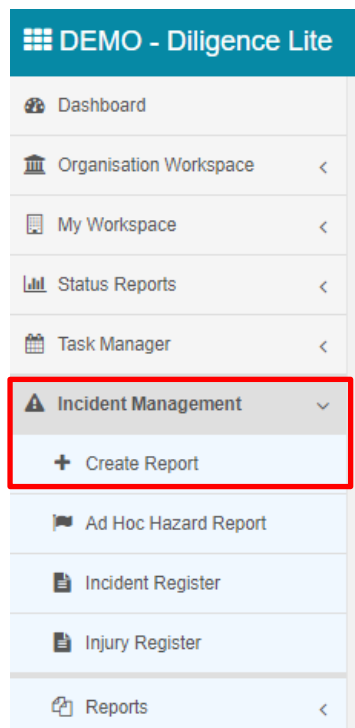 DEMO - Diligence Lite
Dashboard
Organisation Workspace
My Workspace
Status Reports
Task Manager
Incident Management
Create Report
Ad Hoc Hazard Report
Incident Register
Injury Register
Reports